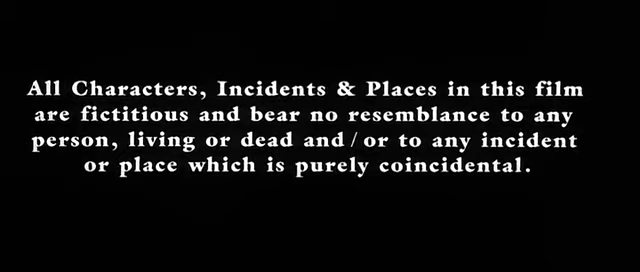 All Characters, Incidents & Places in this film
are fictitious and bear no resemblance to any
person, living or dead and/or to any incident
or place which is purely coincidental.